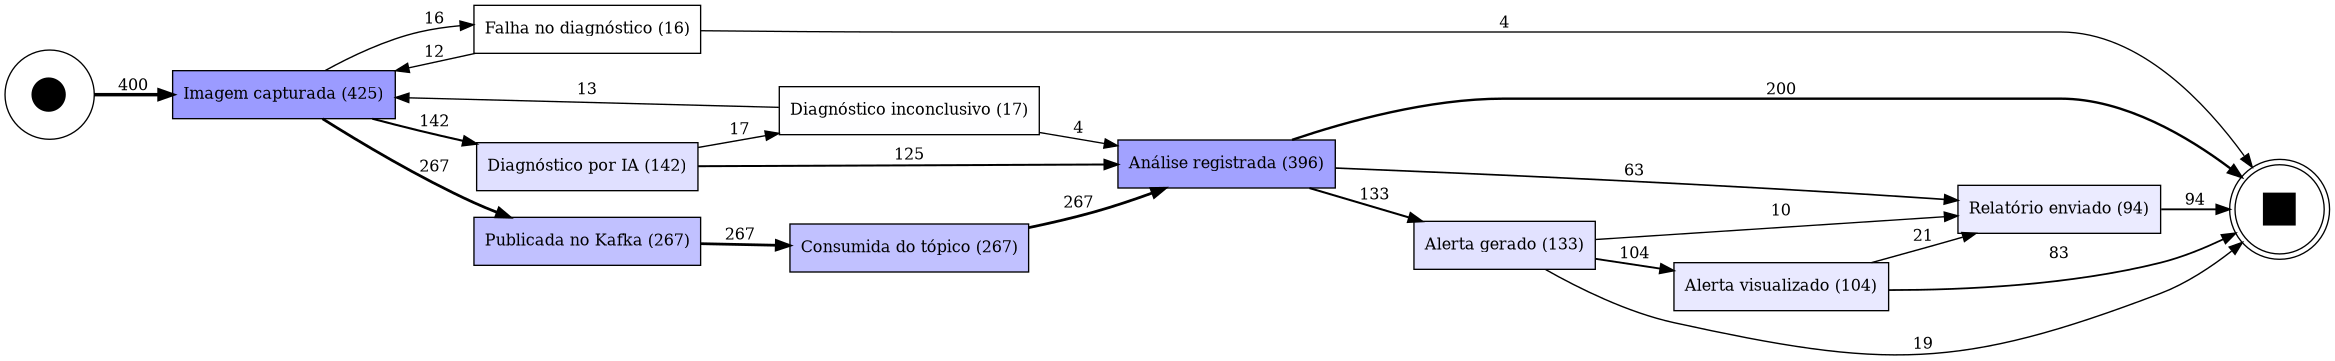 16
Falha no diagnóstico (16)
4
12
400
Imagem capturada (425)
13
Diagnóstico inconclusivo (17)
200
142
17
4
Diagnóstico por IA (142)
125
Análise registrada (396)
63
267
267
133
10
Relatório enviado (94)
94
Publicada no Kafka (267)
267
Consumida do tópico (267)
Alerta gerado (133)
104
21
83
Alerta visualizado (104)
19